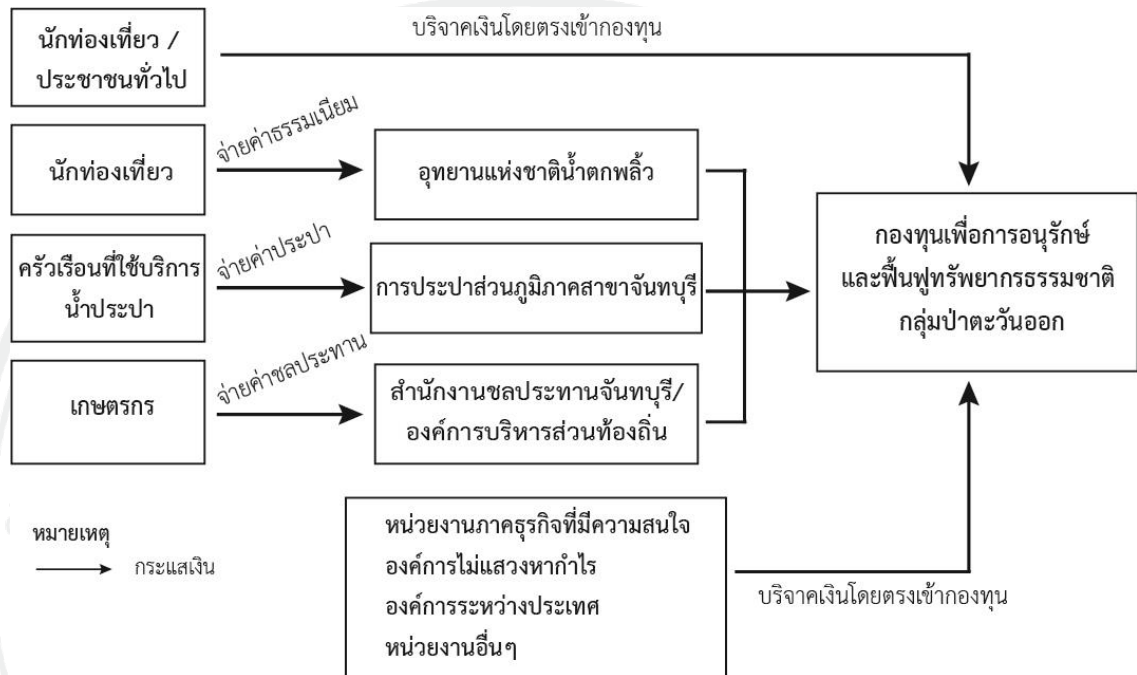 นักท่องเที่ยว /
ประชาชนทั่วไป
บริจาคเงินโดยตรงเข้ากองทุน
นักท่องเที่ยว
จ่ายค่าธรรมเนียม
อุทยานแห่งชาติน้ำตกพลิ้ว
ครัวเรือนที่ใช้บริการ
น้ำประปา
จ่ายค่าประปา
การประปาส่วนภูมิภาคสาขาจันทบุรี
เกษตรกร
จ่ายค่าชลประทาน
สำนักงานชลประทานจันทบุรี/
องค์การบริหารส่วนท้องถิ่น
กองทุนเพื่อการอนุรักษ์
และฟื้นฟูทรัพยากรธรรมชาติ
กลุ่มป่าตะวันออก
หน่วยงานภาคธุรกิจที่มีความสนใจ
องค์การไม่แสวงหากำไร
องค์การระหว่างประเทศ
หน่วยงานอื่นๆ
บริจาคเงินโดยตรงเข้ากองทุน
หมายเหตุ
กระแสเงิน